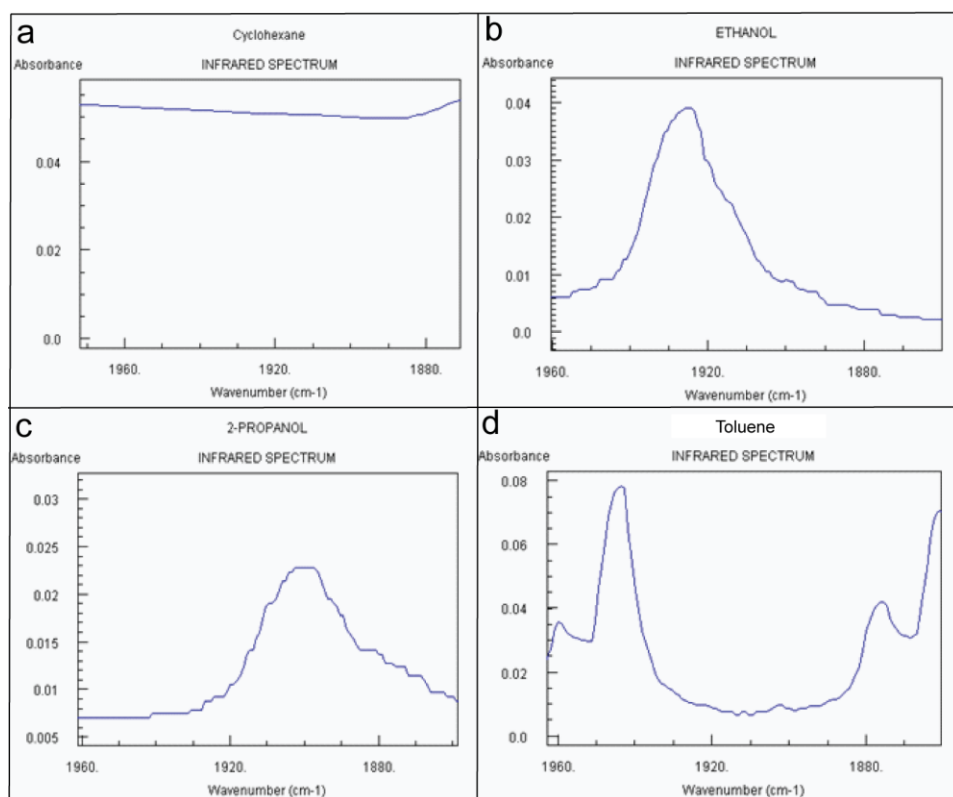 a
Cyclohexane
Absorbance INFRARED SPECTRUM
0.04
0.02
0.0
1960. 1920. 1880.
Wavenumber (cm-1)
b
ETHANOL
Absorbance INFRARED SPECTRUM
0.04
0.03
0.02
0.01
0.0
1960. 1920. 1880.
Wavenumber (cm-1)
c
2-PROPANOL
Absorbance INFRARED SPECTRUM
0.03
0.025
0.02
0.015
0.01
0.005
1960. 1920. 1880.
Wavenumber (cm-1)
d
Toluene
Absorbance INFRARED SPECTRUM
0.08
0.06
0.04
0.02
0.0
1960. 1920. 1880.
Wavenumber (cm-1)